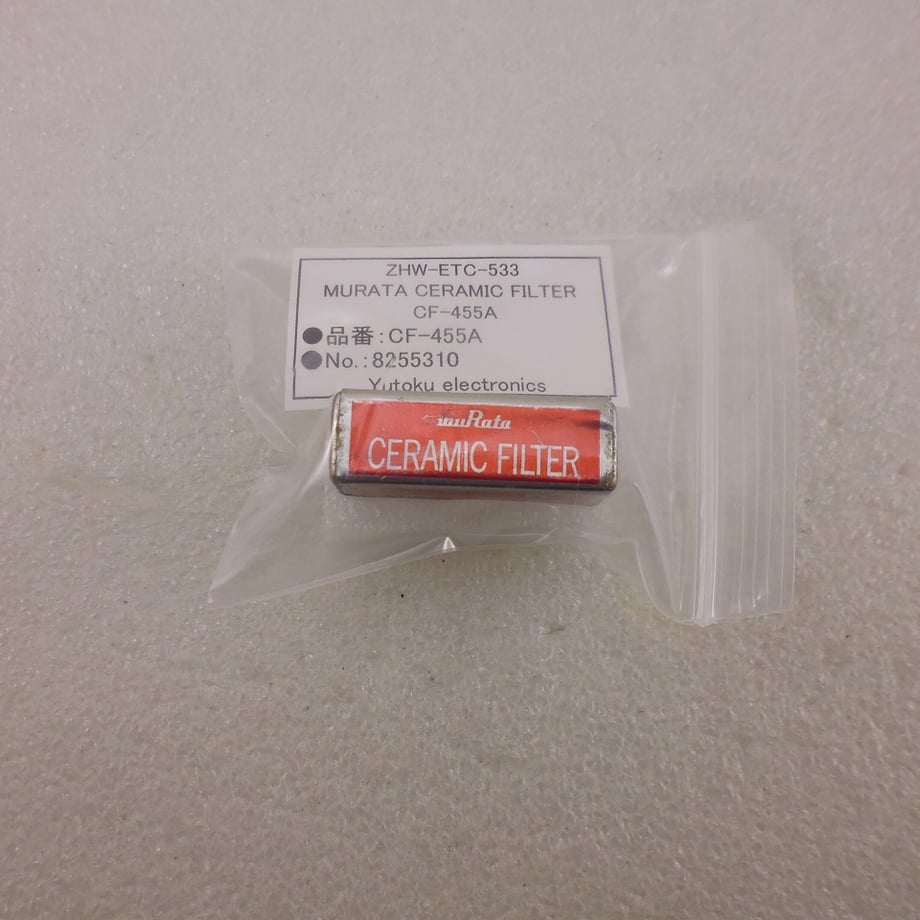 ZHW-ETC-533
MURATA CERAMIC FILTER
CF-455A
●品番:CF-455A
●No.:8255310
Yutoku electronics
muRata
CERAMIC FILTER